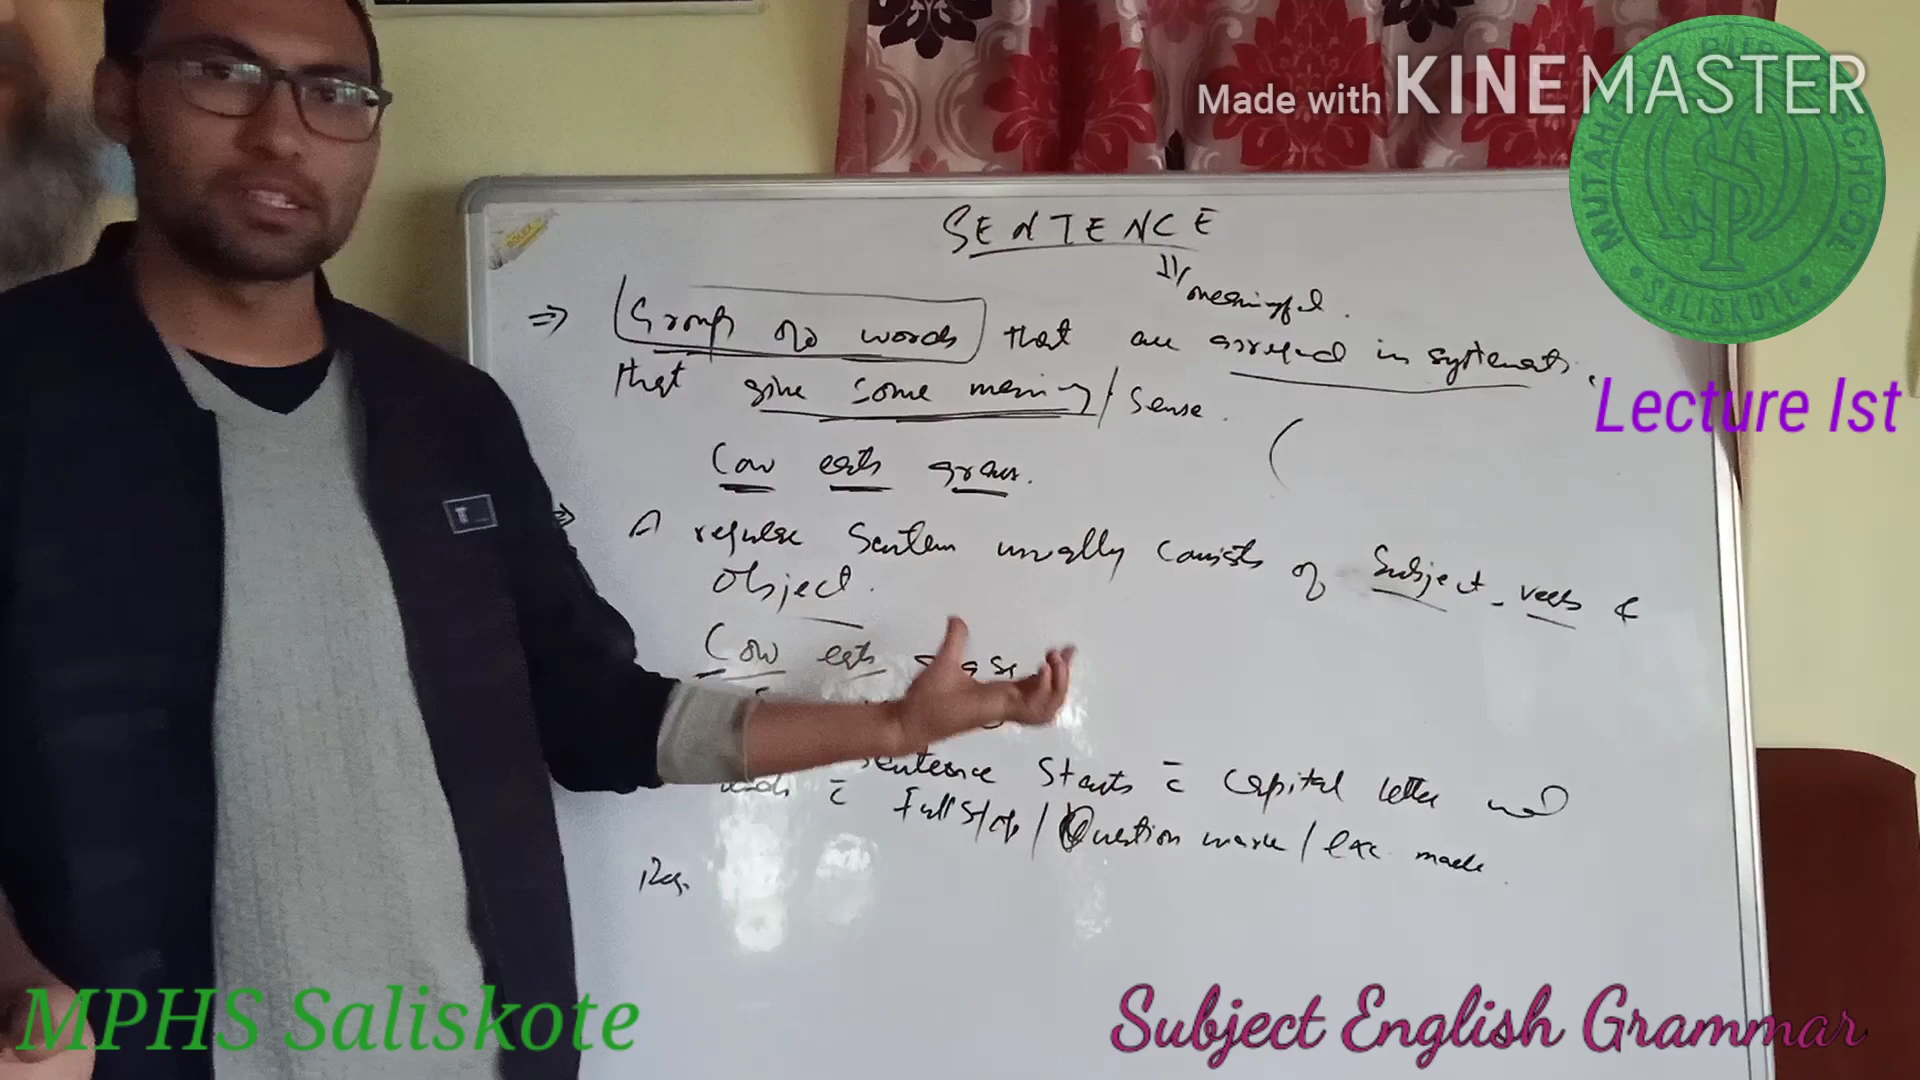 Made with KINEMASTER
SALISKOTE
Lecture Ist
SENTENCE
meaningful.
⇒ Group of words that are arranged in systematic
that give some meaning / sense.
Cow eats grass.
⇒ A regular sentence usually consists of Subject - verb &
object.
Cow eats
sentence starts c̄ capital letter and
ends c̄ Full stop / Question mark / exc. mark
MPHS Saliskote
Subject English Grammar